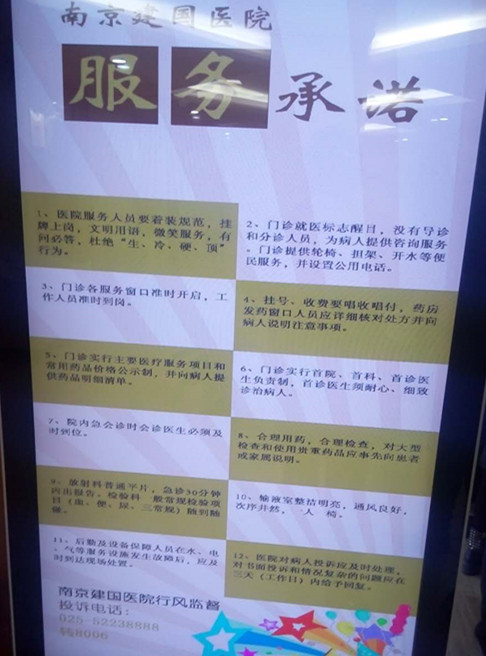 南京建国医院
服务承诺
1、医院服务人员要着装规范，挂
牌上岗，文明用语，微笑服务，有
问必答，杜绝“生、冷、硬、顶”
行为。
2、门诊就医标志醒目，没有导诊
和分诊人员，为病人提供咨询服务
。门诊提供轮椅、担架、开水等便
民服务，并设置公用电话。
3、门诊各服务窗口准时开启，工
作人员准时到岗。
4、挂号、收费要唱收唱付，药房
发药窗口人员应详细核对处方并向
病人说明注意事项。
5、门诊实行主要医疗服务项目和
常用药品价格公示制，并向病人提
供药品明细清单。
6、门诊实行首院、首科、首诊医
生负责制，首诊医生须耐心、细致
诊治病人。
7、院内急会诊时会诊医生必须及
时到位。
8、合理用药，合理检查，对大型
检查和使用贵重药品应事先向患者
或家属说明。
9、放射科普通平片，急诊30分钟
内出报告。检验科一般常规检验项
目（血、便、尿、三常规）随到随
做。
10、输液室整洁明亮，通风良好，
次序井然，一人一椅。
11、后勤及设备保障人员在水、电
、气等服务设施发生故障后，应及
时到达现场处置。
12、医院对病人投诉应及时处理，
对书面投诉和情况复杂的问题应在
三天（工作日）内给予回复。
南京建国医院行风监督
投诉电话：
025-52238888
转8006